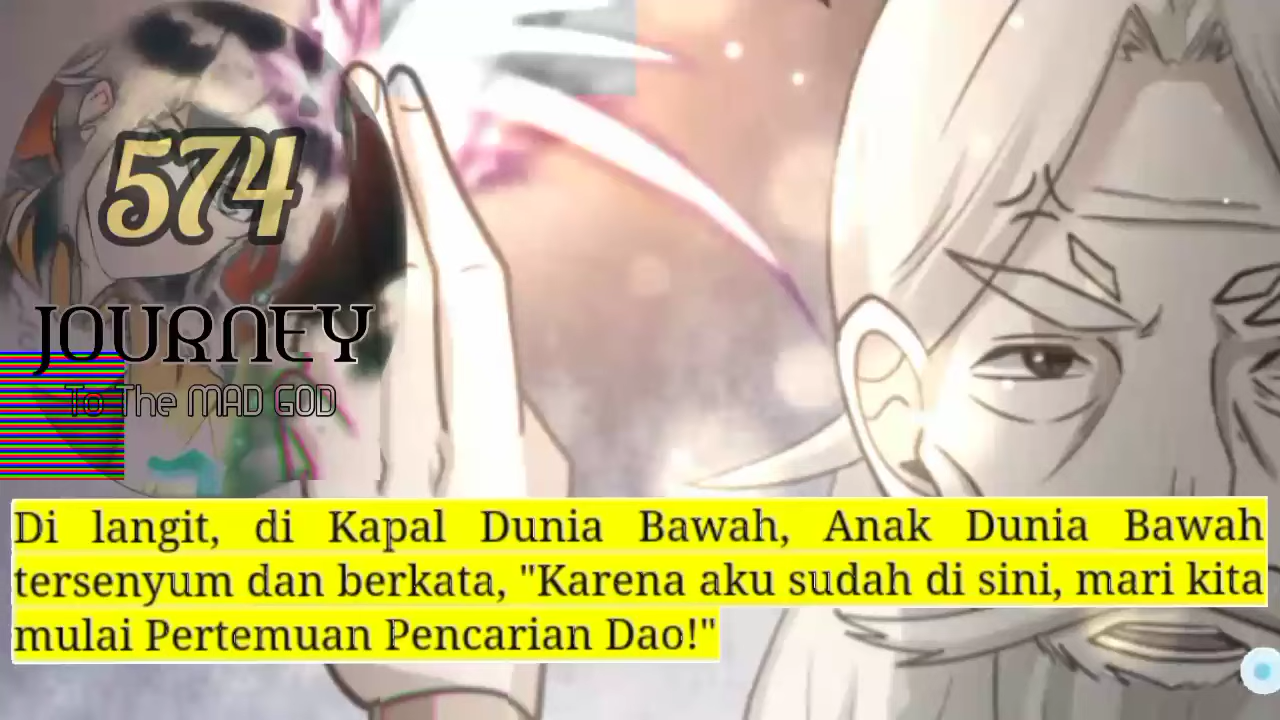 574
JOURNEY
To The MAD GOD
Di langit, di Kapal Dunia Bawah, Anak Dunia Bawah
tersenyum dan berkata, "Karena aku sudah di sini, mari kita
mulai Pertemuan Pencarian Dao!"